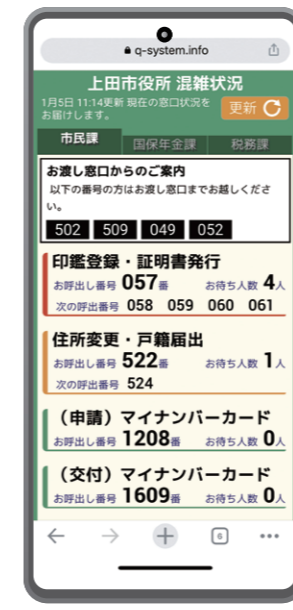 q-system.info
上田市役所 混雑状況
1月5日 11:14更新 現在の窓口状況を
お届けします。
更新
市民課 国保年金課 税務課
お渡し窓口からのご案内
以下の番号の方はお渡し窓口までお越しくださ
い。
502 509 049 052
印鑑登録・証明書発行
お呼出し番号 057番 お待ち人数 4人
次の呼出番号 058 059 060 061
住所変更・戸籍届出
お呼出し番号 522番 お待ち人数 1人
次の呼出番号 524
（申請）マイナンバーカード
お呼出し番号 1208番 お待ち人数 0人
（交付）マイナンバーカード
お呼出し番号 1609番 お待ち人数 0人
6